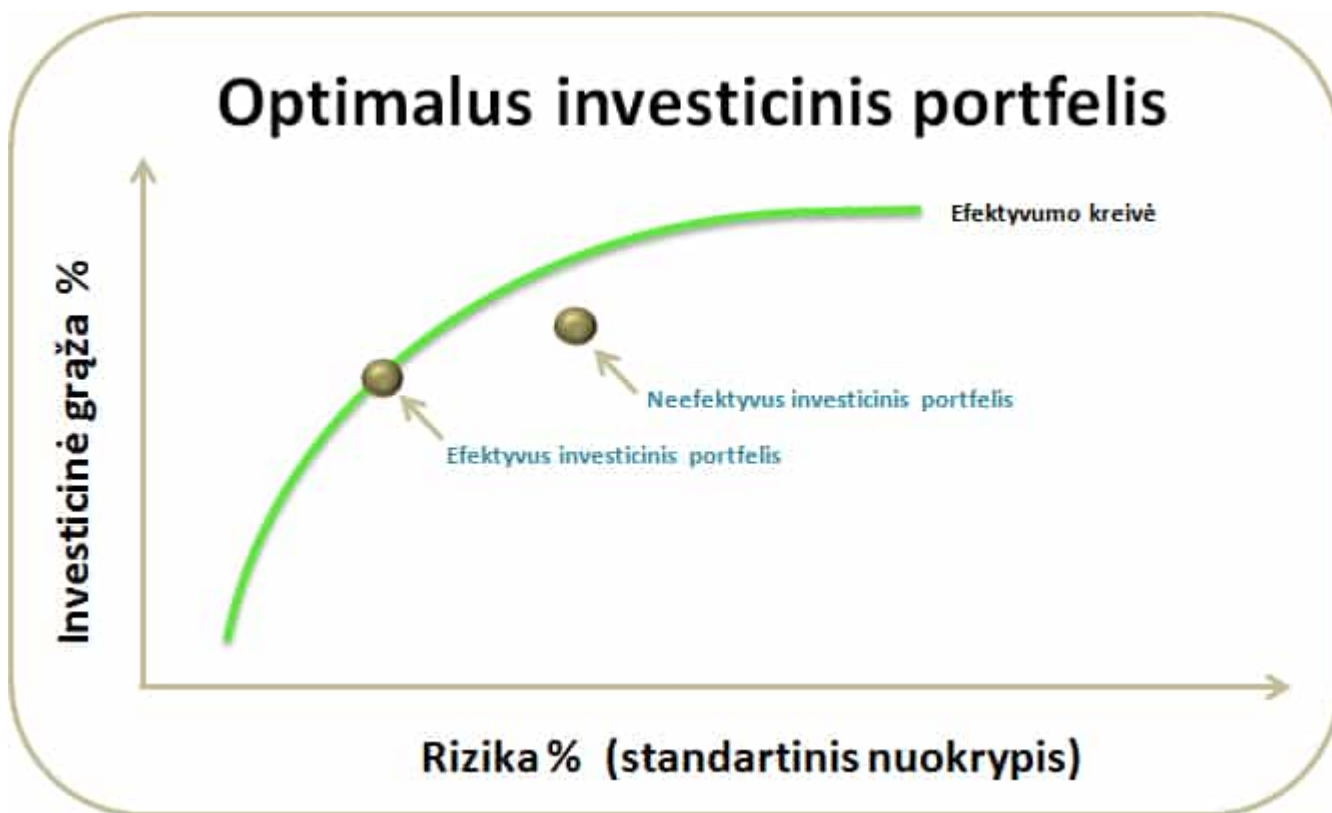 Optimalus investicinis portfelis
Efektyvumo kreivė
Investicinė grąža %
Neefektyvus investicinis portfelis
Efektyvus investicinis portfelis
Rizika % (standartinis nuokrypis)